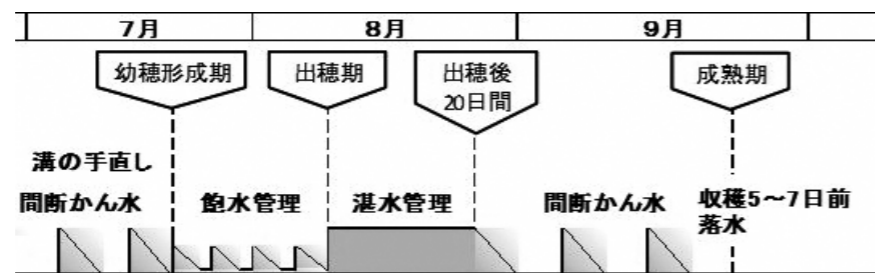 7月
8月
9月
幼穂形成期
出穂期
出穂後
20日間
成熟期
溝の手直し
間断かん水
飽水管理
湛水管理
間断かん水
収穫5～7日前
落水